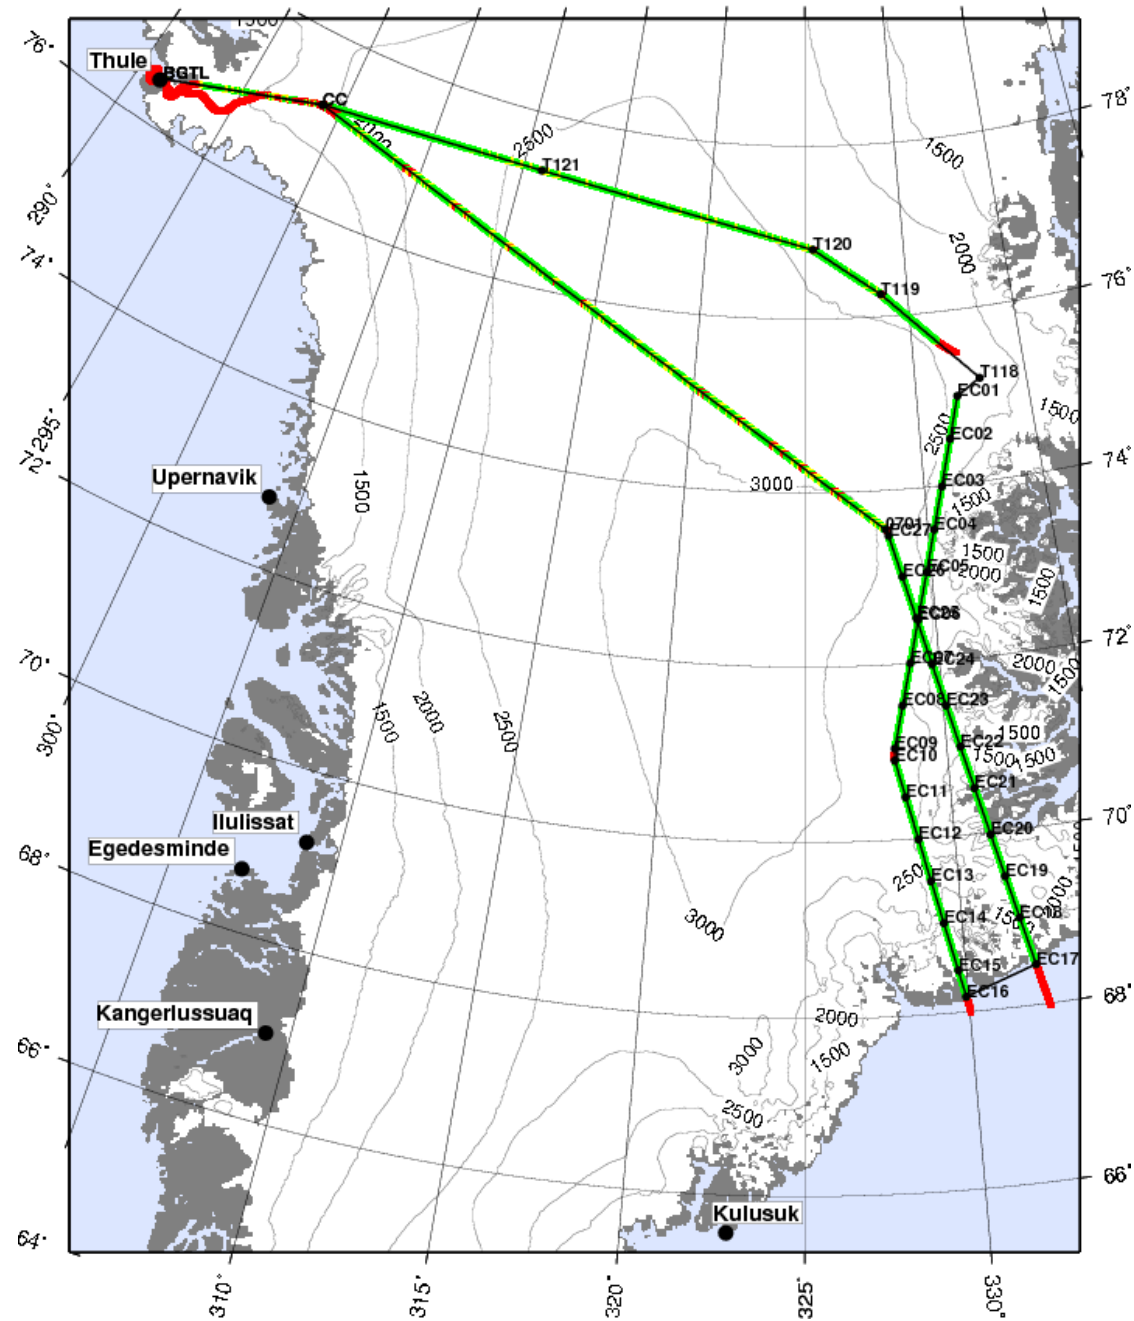 1500
76°
Thule
BGTL
CC
2000
2500
T121
1500
78°
290°
74°
T120
2000
T119
76°
T118
EC01
1500
295°
72°
2500
EC02
74°
Upernavik
1500
3000
EC03
1500
0701
EC27
EC04
1500
2000
EC05
EC26
1500
EC25
72°
70°
EC07
EC24
2000
1500
300°
1500
2000
2500
EC08
EC23
EC09
EC10
EC22
1500
1500
1500
EC21
EC11
70°
Ilulissat
Egedesminde
68°
EC12
EC20
EC13
EC19
3000
EC14
EC18
EC15
EC17
EC16
68°
Kangerlussuaq
66°
2000
3000
1500
2500
66°
Kulusuk
64°
310°
315°
320°
325°
330°